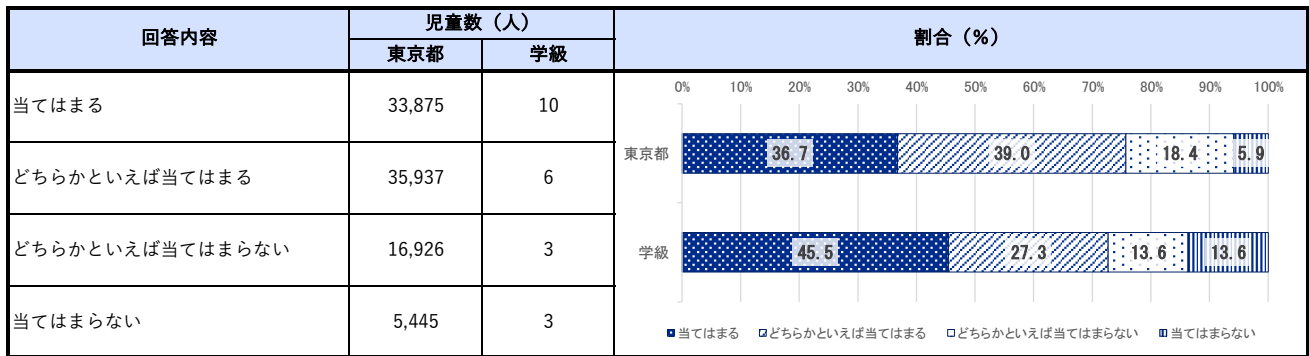 回答内容 児童数（人） 割合（%）
東京都 学級
当てはまる 33,875 10
どちらかといえば当てはまる 35,937 6
どちらかといえば当てはまらない 16,926 3
当てはまらない 5,445 3
0% 10% 20% 30% 40% 50% 60% 70% 80% 90% 100%
東京都 36.7 39.0 18.4 5.9
学級 45.5 27.3 13.6 13.6
当てはまる どちらかといえば当てはまる どちらかといえば当てはまらない 当てはまらない